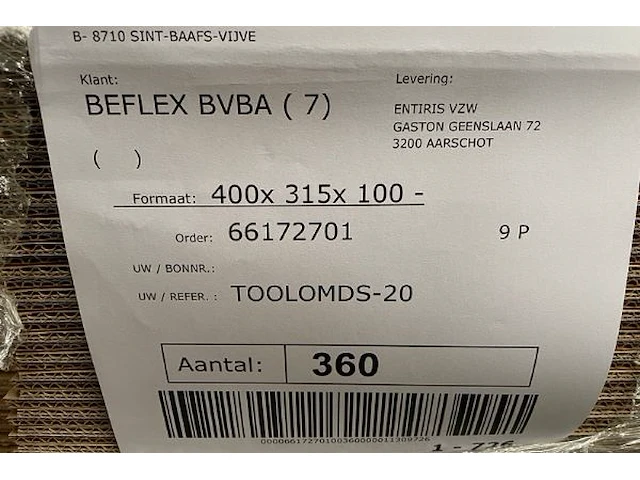 B- 8710 SINT-BAAFS-VIJVE
Klant:
BEFLEX BVBA ( 7)
( )
Levering:
ENTIRIS VZW
GASTON GEENSLAAN 72
3200 AARSCHOT
Formaat: 400x 315x 100 -
Order: 66172701 9 P
UW / BONNR.:
UW / REFER. : TOOLOMDS-20
Aantal: 360